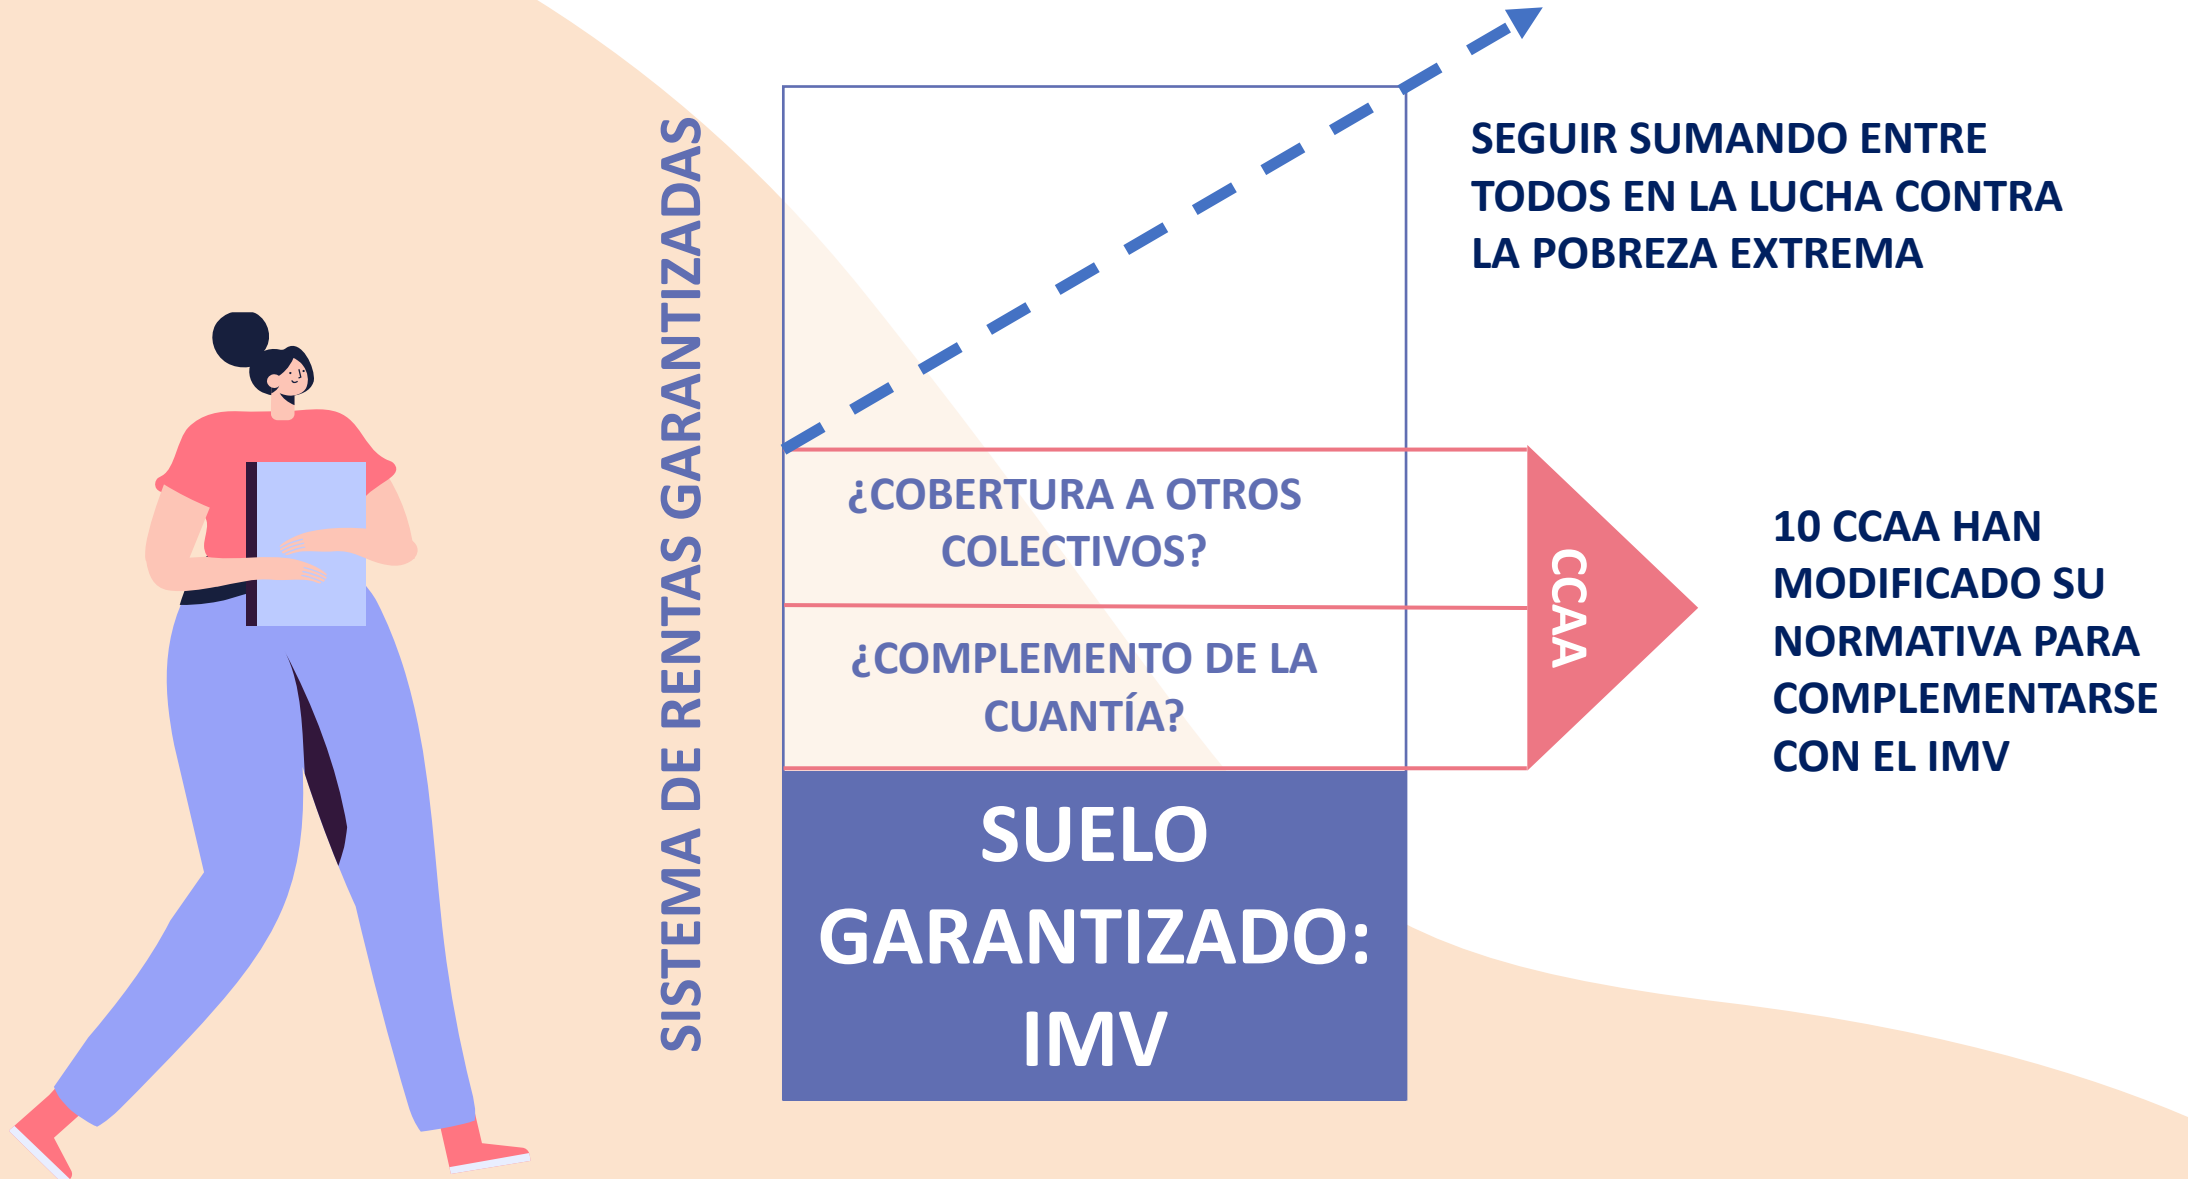 SISTEMA DE RENTAS GARANTIZADAS
SEGUIR SUMANDO ENTRE
TODOS EN LA LUCHA CONTRA
LA POBREZA EXTREMA
¿COBERTURA A OTROS
COLECTIVOS?
¿COMPLEMENTO DE LA
CUANTÍA?
CCAA
10 CCAA HAN
MODIFICADO SU
NORMATIVA PARA
COMPLEMENTARSE
CON EL IMV
SUELO
GARANTIZADO:
IMV